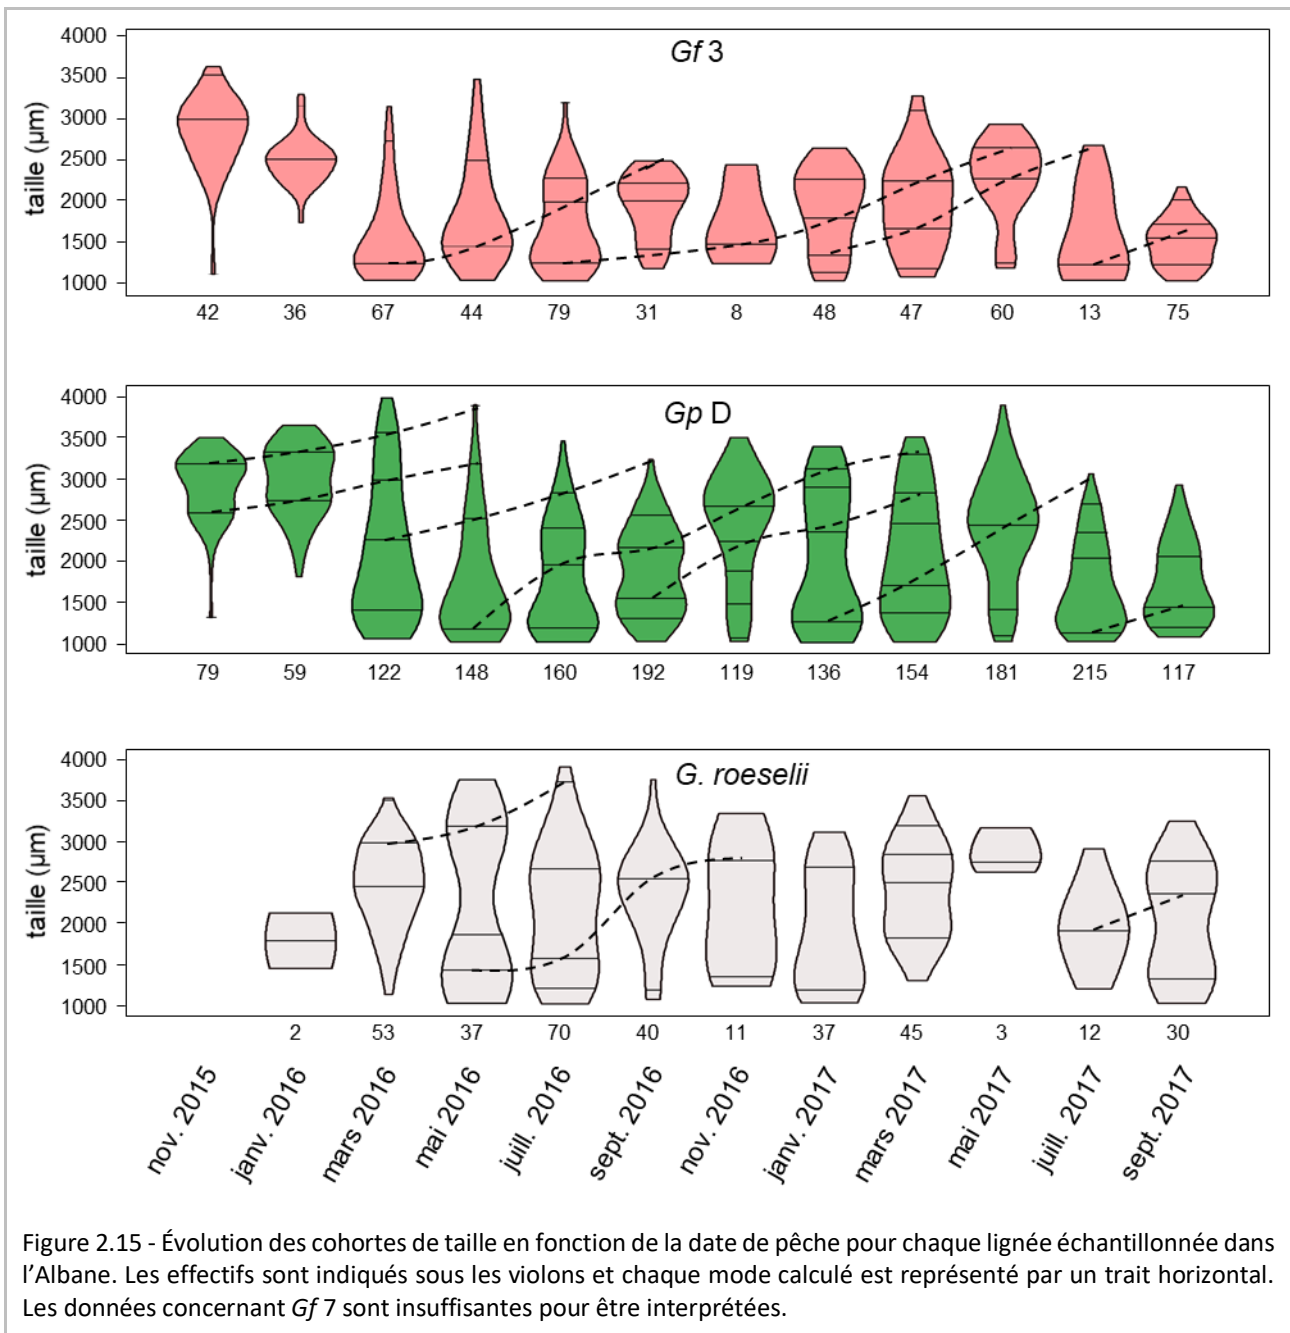 Gf 3
taille (µm)
4000
3500
3000
2500
2000
1500
1000
42 36 67 44 79 31 8 48 47 60 13 75
Gp D
taille (µm)
4000
3500
3000
2500
2000
1500
1000
79 59 122 148 160 192 119 136 154 181 215 117
G. roeselii
taille (µm)
4000
3500
3000
2500
2000
1500
1000
2 53 37 70 40 11 37 45 3 12 30
nov. 2015
janv. 2016
mars 2016
mai 2016
juill. 2016
sept. 2016
nov. 2016
janv. 2017
mars 2017
mai 2017
juill. 2017
sept. 2017
Figure 2.15 - Évolution des cohortes de taille en fonction de la date de pêche pour chaque lignée échantillonnée dans
l’Albane. Les effectifs sont indiqués sous les violons et chaque mode calculé est représenté par un trait horizontal.
Les données concernant Gf 7 sont insuffisantes pour être interprétées.